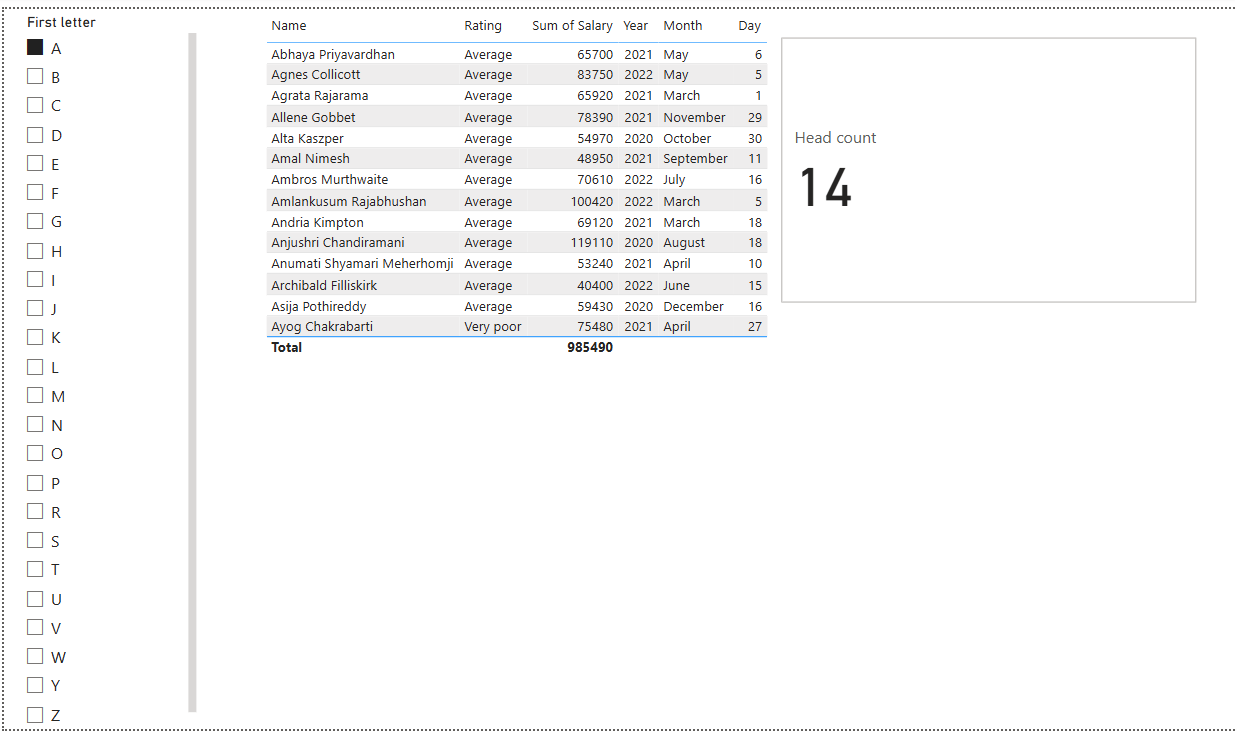 First letter
A
B
C
D
E
F
G
H
I
J
K
L
M
N
O
P
R
S
T
U
V
W
Y
Z
Name Rating Sum of Salary Year Month Day
Abhaya Priyavardhan Average 65700 2021 May 6
Agnes Collicott Average 83750 2022 May 5
Agrata Rajarama Average 65920 2021 March 1
Allene Gobbet Average 78390 2021 November 29
Alta Kaszper Average 54970 2020 October 30
Amal Nimesh Average 48950 2021 September 11
Ambros Murthwaite Average 70610 2022 July 16
Amlankusum Rajabhushan Average 100420 2022 March 5
Andria Kimpton Average 69120 2021 March 18
Anjushri Chandiramani Average 119110 2020 August 18
Anumati Shyamari Meherhomji Average 53240 2021 April 10
Archibald Filliskirk Average 40400 2022 June 15
Asija Pothireddy Average 59430 2020 December 16
Ayog Chakrabarti Very poor 75480 2021 April 27
Total 985490
Head count
14